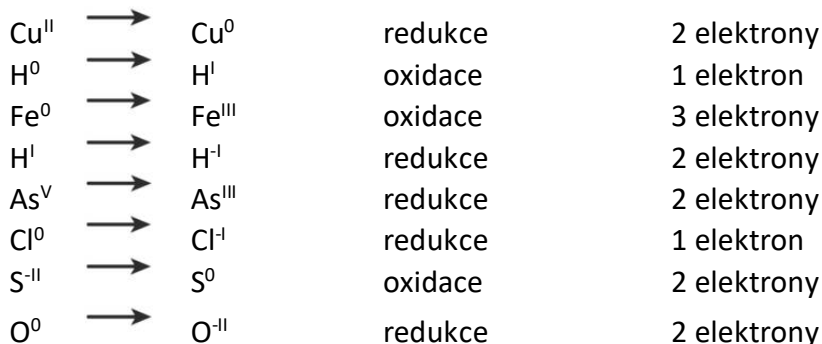 Cu^II → Cu^0 redukce 2 elektrony
H^0 → H^I oxidace 1 elektron
Fe^0 → Fe^III oxidace 3 elektrony
H^I → H^-I redukce 2 elektrony
As^V → As^III redukce 2 elektrony
Cl^0 → Cl^-I redukce 1 elektron
S^-II → S^0 oxidace 2 elektrony
O^0 → O^-II redukce 2 elektrony